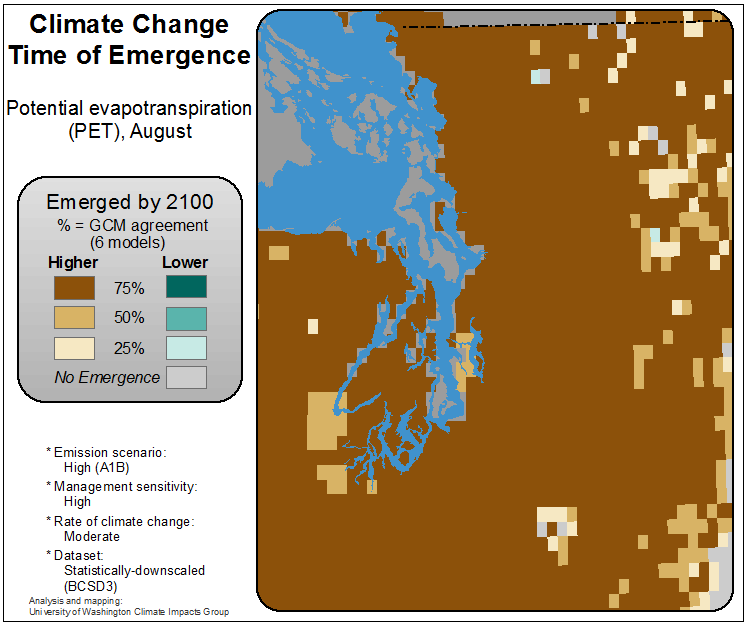 Climate Change
Time of Emergence
Potential evapotranspiration
(PET), August
Emerged by 2100
% = GCM agreement
(6 models)
Higher Lower
75%
50%
25%
No Emergence
* Emission scenario:
High (A1B)
* Management sensitivity:
High
* Rate of climate change:
Moderate
* Dataset:
Statistically-downscaled
(BCSD3)
Analysis and mapping:
University of Washington Climate Impacts Group